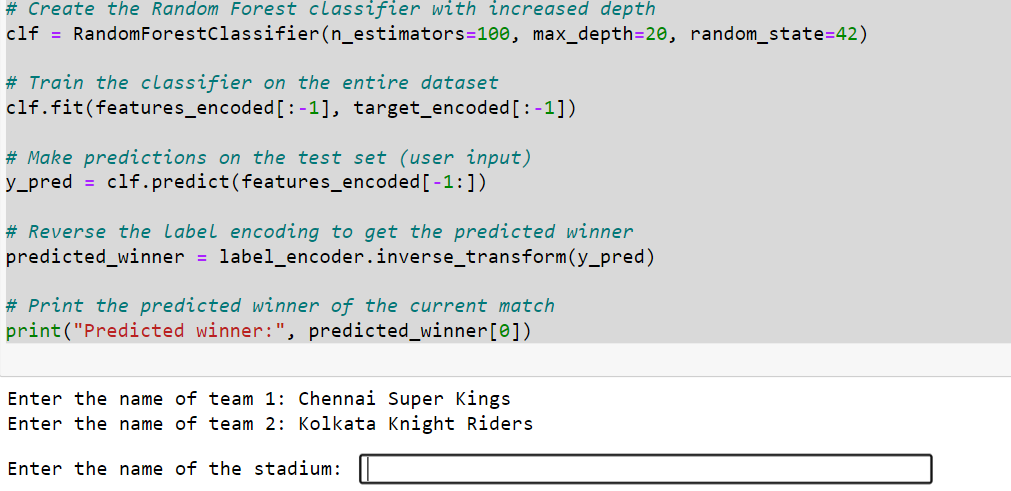 # Create the Random Forest classifier with increased depth
clf = RandomForestClassifier(n_estimators=100, max_depth=20, random_state=42)
# Train the classifier on the entire dataset
clf.fit(features_encoded[:-1], target_encoded[:-1])
# Make predictions on the test set (user input)
y_pred = clf.predict(features_encoded[-1:])
# Reverse the label encoding to get the predicted winner
predicted_winner = label_encoder.inverse_transform(y_pred)
# Print the predicted winner of the current match
print("Predicted winner:", predicted_winner[0])
Enter the name of team 1: Chennai Super Kings
Enter the name of team 2: Kolkata Knight Riders
Enter the name of the stadium: